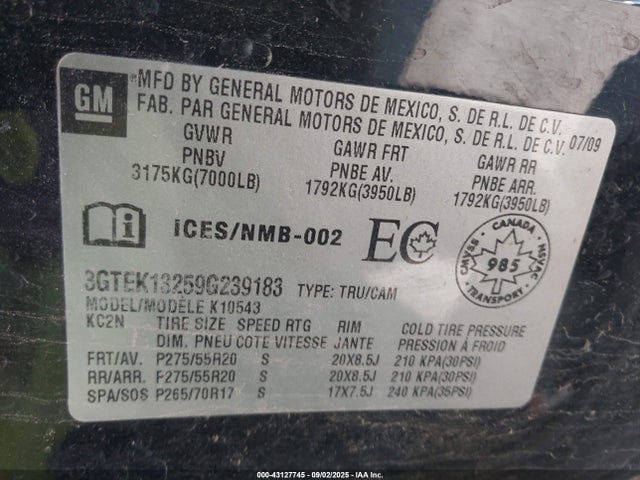 GM
MFD BY GENERAL MOTORS DE MEXICO, S. DE R.L. DE C.V.
FAB. PAR GENERAL MOTORS DE MEXICO, S. DE R.L. DE C.V.
07/09
GVWR GAWR FRT GAWR RR
PNBV PNBE AV. PNBE ARR.
3175KG(7000LB) 1792KG(3950LB) 1792KG(3950LB)
i ICES/NMB-002 EC
CANADA
985
TRANSPORT
3GTEK13259G239183 TYPE: TRU/CAM
MODEL/MODÈLE K10543
KC2N TIRE SIZE SPEED RTG RIM COLD TIRE PRESSURE
DIM. PNEU COTE VITESSE JANTE PRESSION À FROID
FRT/AV. P275/55R20 S 20X8.5J 210 KPA(30PSI)
RR/ARR. P275/55R20 S 20X8.5J 210 KPA(30PSI)
SPA/SOS P265/70R17 S 17X7.5J 240 KPA(35PSI)
© 000-43127745 - 09/02/2025 - IAAI.COM